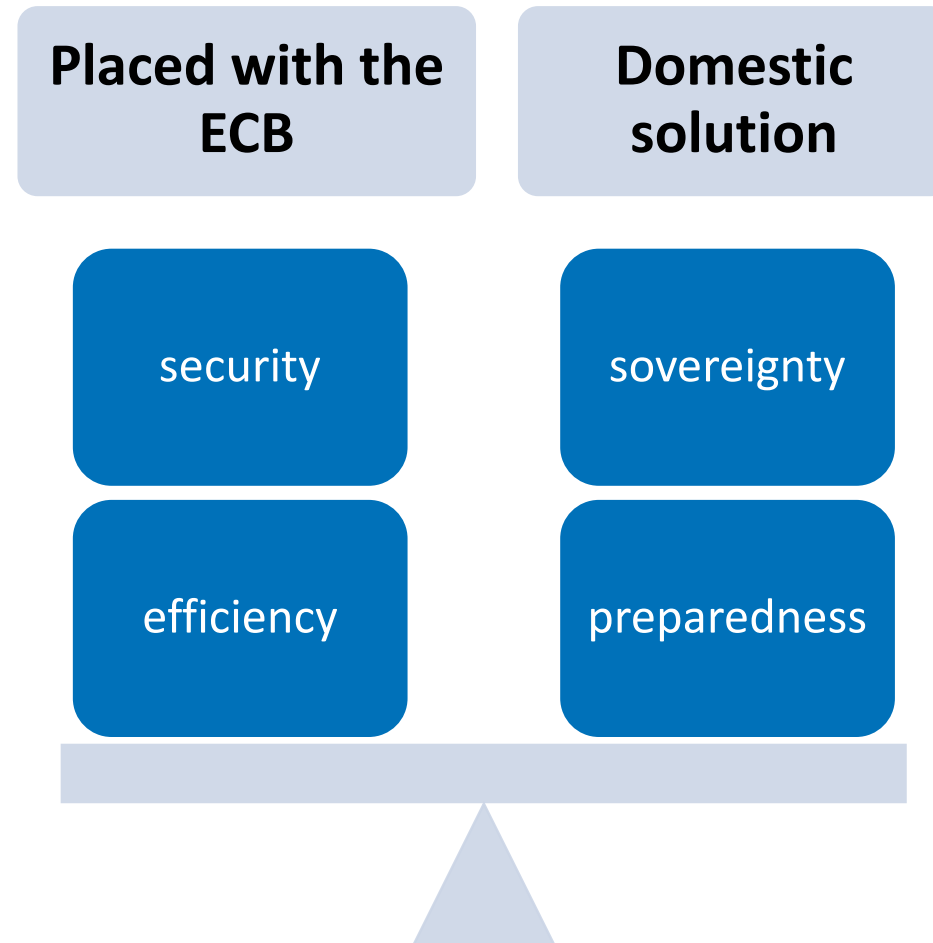 Placed with the
ECB
Domestic
solution
security
sovereignty
efficiency
preparedness